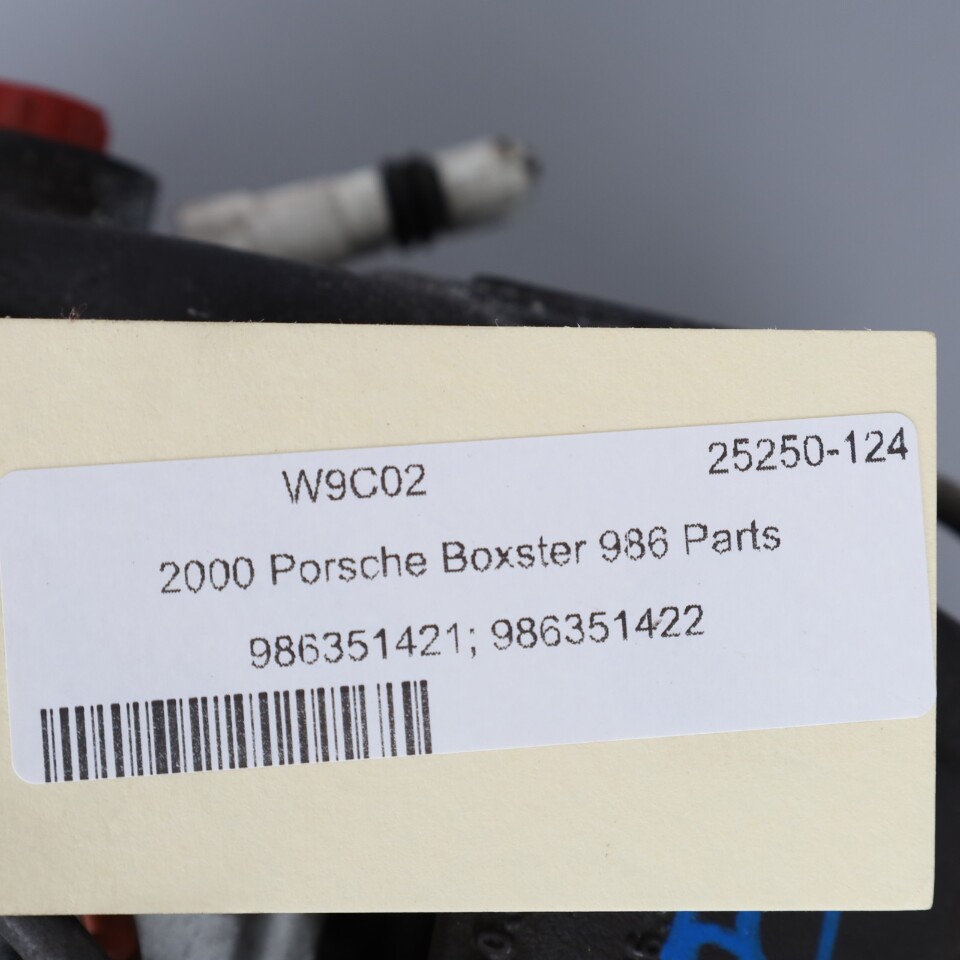 W9C02 25250-124
2000 Porsche Boxster 986 Parts
986351421; 986351422